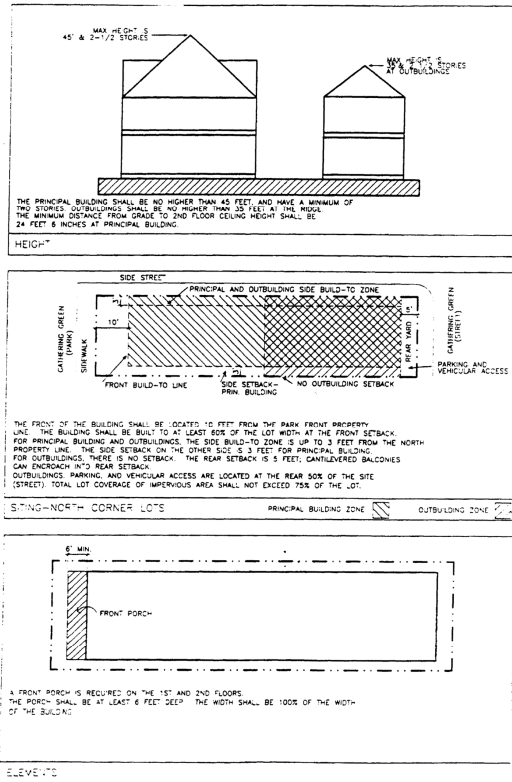 MAX HEIGHT IS
45' & 2-1/2 STORIES
MAX HEIGHT IS
35' & 2-1/2 STORIES
AT OUTBUILDINGS
THE PRINCIPAL BUILDING SHALL BE NO HIGHER THAN 45 FEET, AND HAVE A MINIMUM OF
TWO STORIES. OUTBUILDINGS SHALL BE NO HIGHER THAN 35 FEET AT THE RIDGE.
THE MINIMUM DISTANCE FROM GRADE TO 2ND FLOOR CEILING HEIGHT SHALL BE
24 FEET 6 INCHES AT PRINCIPAL BUILDING.
HEIGHT
SIDE STREET
PRINCIPAL AND OUTBUILDING SIDE BUILD-TO ZONE
GATHERING GREEN
(PARK)
SIDEWALK
10'
3'
5'
REAR YARD
GATHERING GREEN
(STREET)
PARKING AND
VEHICULAR ACCESS
FRONT BUILD-TO LINE
SIDE SETBACK-
PRIN. BUILDING
NO OUTBUILDING SETBACK
THE FRONT OF THE BUILDING SHALL BE LOCATED 10 FEET FROM THE PARK FRONT PROPERTY
LINE. THE BUILDING SHALL BE BUILT TO AT LEAST 60% OF THE LOT WIDTH AT THE FRONT SETBACK.
FOR PRINCIPAL BUILDING AND OUTBUILDINGS, THE SIDE BUILD-TO ZONE IS UP TO 3 FEET FROM THE NORTH
PROPERTY LINE. THE SIDE SETBACK ON THE OTHER SIDE IS 3 FEET FOR PRINCIPAL BUILDING.
FOR OUTBUILDINGS, THERE IS NO SETBACK. THE REAR SETBACK IS 5 FEET; CANTILEVERED BALCONIES
CAN ENCROACH INTO REAR SETBACK.
OUTBUILDINGS, PARKING, AND VEHICULAR ACCESS ARE LOCATED AT THE REAR 50% OF THE SITE
(STREET). TOTAL LOT COVERAGE OF IMPERVIOUS AREA SHALL NOT EXCEED 75% OF THE LOT.
SITING-NORTH CORNER LOTS
PRINCIPAL BUILDING ZONE
OUTBUILDING ZONE
6' MIN.
FRONT PORCH
A FRONT PORCH IS REQUIRED ON THE 1ST AND 2ND FLOORS.
THE PORCH SHALL BE AT LEAST 6 FEET DEEP. THE WIDTH SHALL BE 100% OF THE WIDTH
OF THE BUILDING
ELEMENTS